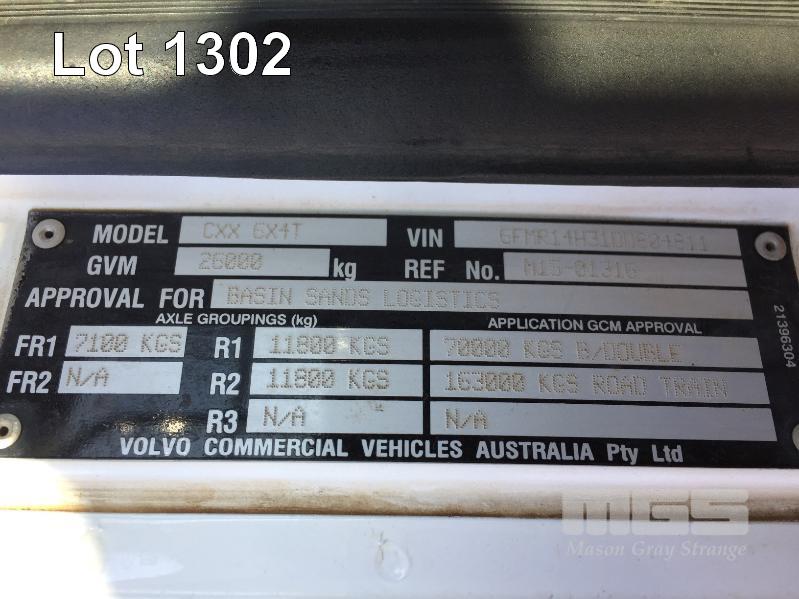 Lot 1302
MODEL CXX 6X4T VIN 6FMR14H31DD804811
GVM 26000 kg REF No. M15-01316
APPROVAL FOR BASIN SANDS LOGISTICS
AXLE GROUPINGS (kg) APPLICATION GCM APPROVAL
FR1 7100 KGS R1 11800 KGS 70000 KGS B/DOUBLE
FR2 N/A R2 11800 KGS 163000 KGS ROAD TRAIN
R3 N/A N/A
VOLVO COMMERCIAL VEHICLES AUSTRALIA Pty Ltd
21396304
MGS
Mason Gray Strange